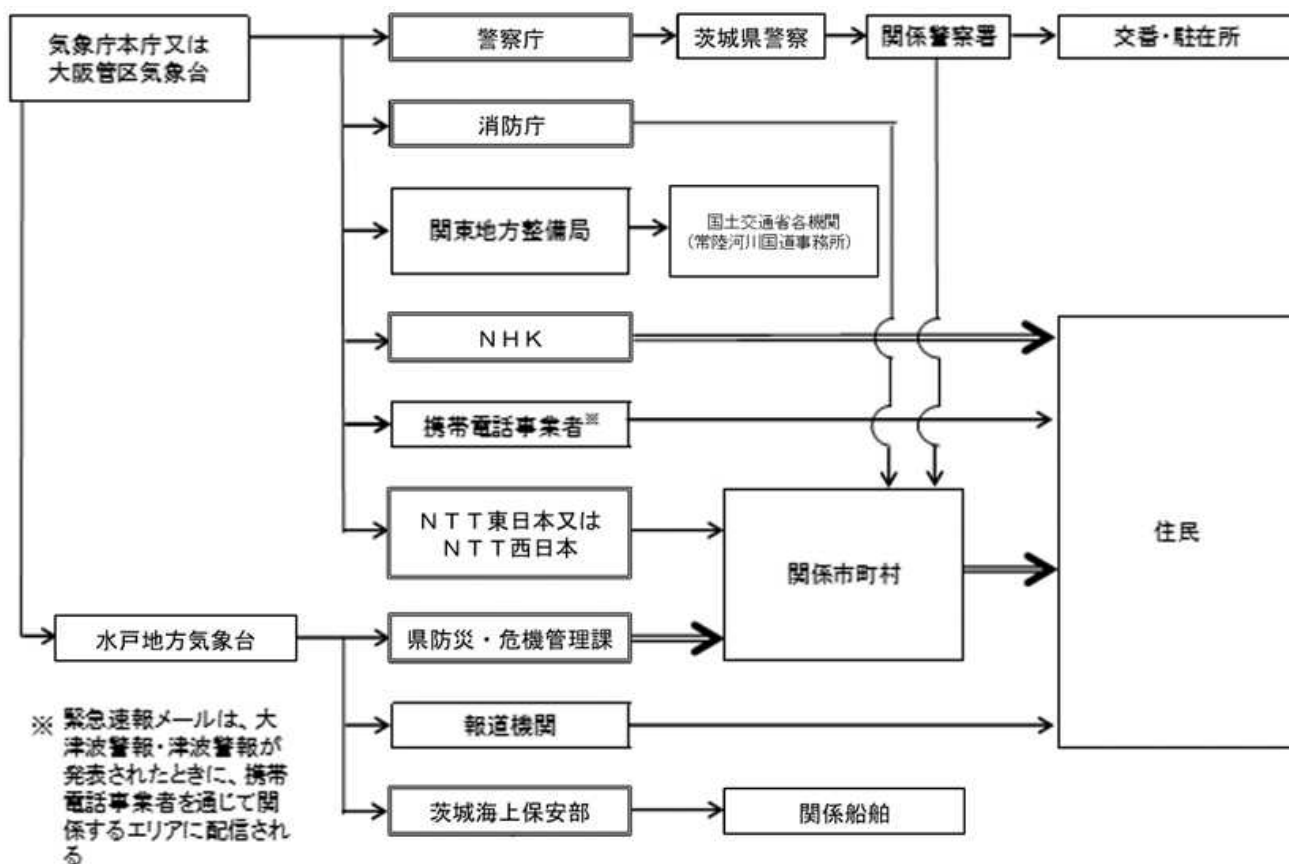 気象庁本庁又は
大阪管区気象台
警察庁
茨城県警察
関係警察署
交番・駐在所
消防庁
関東地方整備局
国土交通省各機関
(常陸河川国道事務所)
NHK
携帯電話事業者※
NTT東日本又は
NTT西日本
関係市町村
住民
水戸地方気象台
県防災・危機管理課
報道機関
茨城海上保安部
関係船舶
※ 緊急速報メールは、大
津波警報・津波警報が
発表されたときに、携帯
電話事業者を通じて関
係するエリアに配信され
る